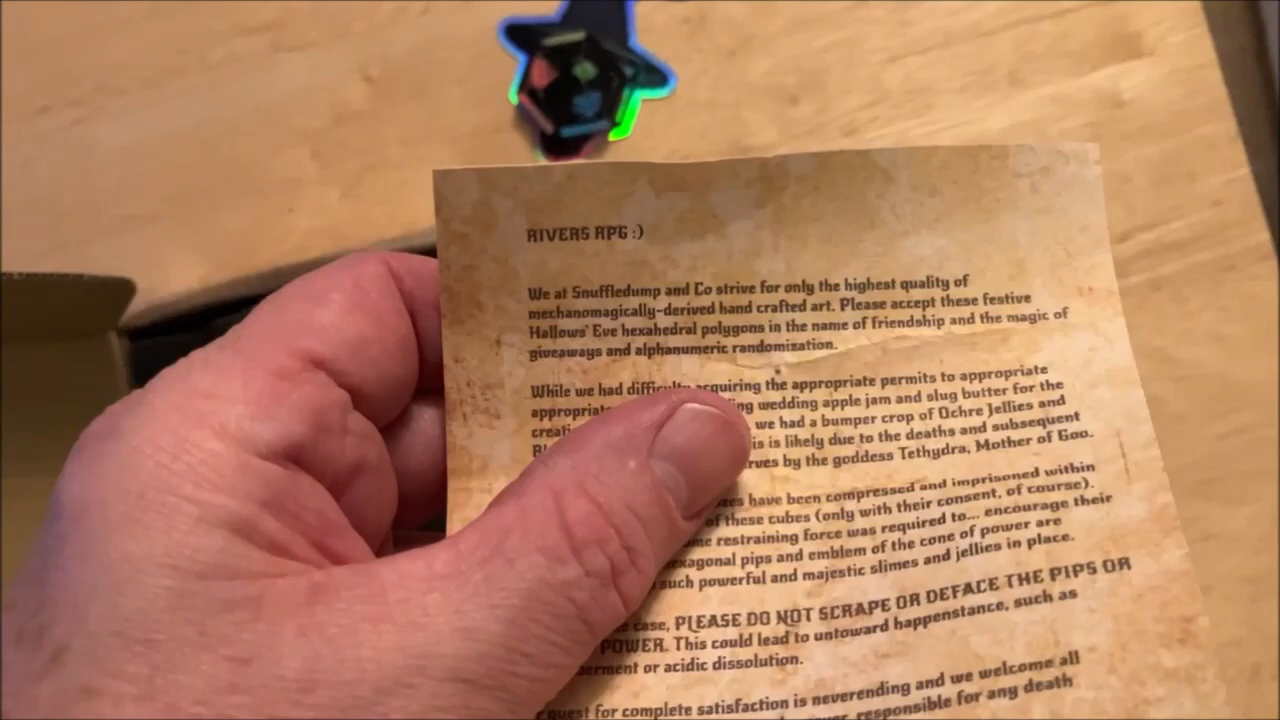 RIVERS RPG :)
We at Snuffledump and Co strive for only the highest quality of
mechanomagically-derived hand crafted art. Please accept these festive
Hallows' Eve hexahedral polygons in the name of friendship and the magic of
giveaways and alphanumeric randomization.
While we had difficulty acquiring the appropriate permits to appropriate
wedding apple jam and slug butter for the
we had a bumper crop of Ochre Jellies and
is likely due to the deaths and subsequent
by the goddess Tethydra, Mother of Goo.
have been compressed and imprisoned within
of these cubes (only with their consent, of course).
restraining force was required to... encourage their
hexagonal pips and emblem of the cone of power are
such powerful and majestic slimes and jellies in place.
case, PLEASE DO NOT SCRAPE OR DEFACE THE PIPS OR
POWER. This could lead to untoward happenstance, such as
or acidic dissolution.
quest for complete satisfaction is neverending and we welcome all
responsible for any death